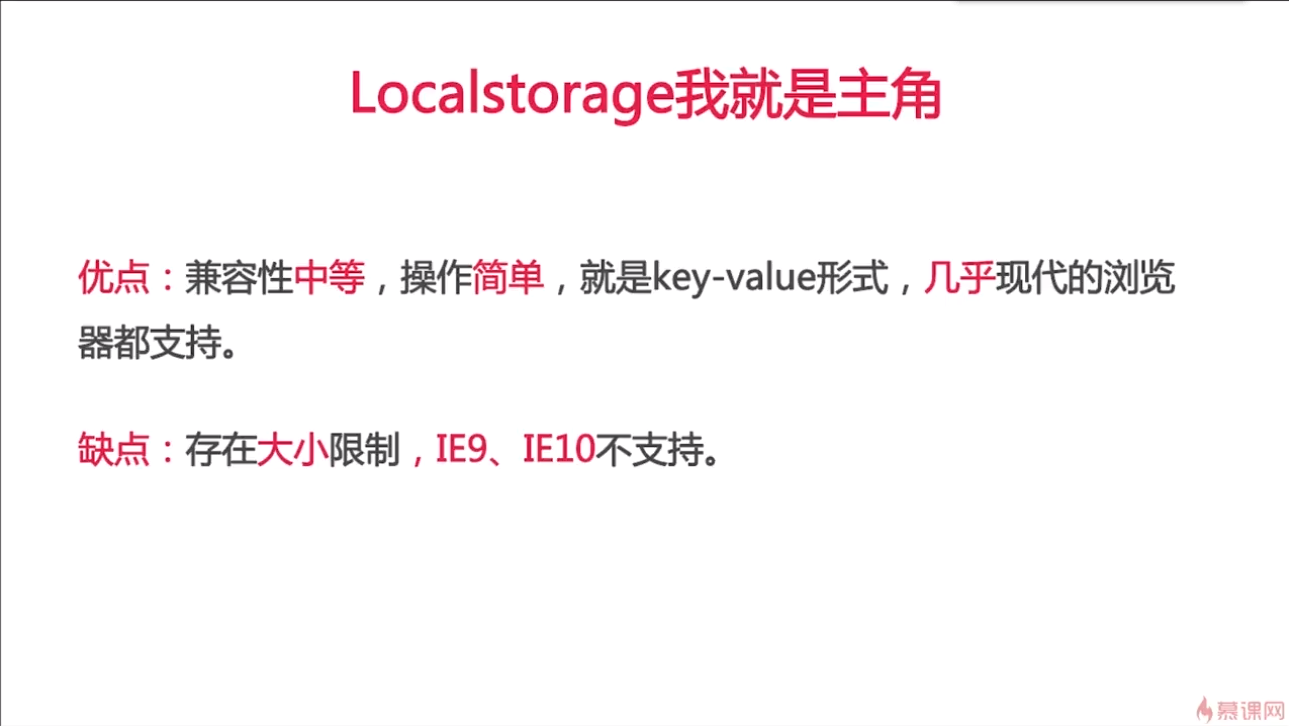 Localstorage我就是主角
优点：兼容性中等，操作简单，就是key-value形式，几乎现代的浏览
器都支持。
缺点：存在大小限制，IE9、IE10不支持。
慕课网